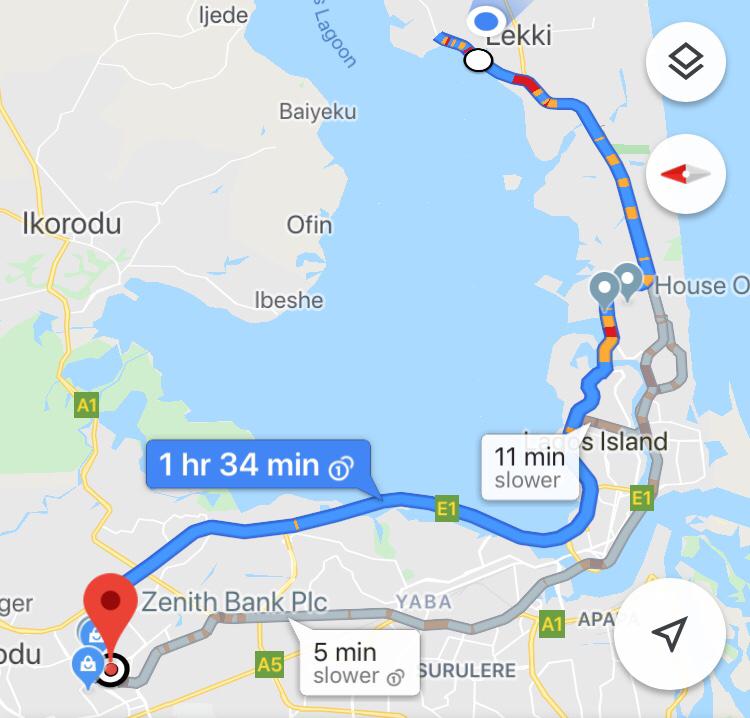 Ijede
s Lagoon
Lekki
Baiyeku
Ikorodu
Ofin
Ibeshe
House O
A1
Lagos Island
11 min
slower
1 hr 34 min
E1
E1
ger
Zenith Bank Plc
YABA
A1
APAPA
odu
5 min
slower
A5
SURULERE